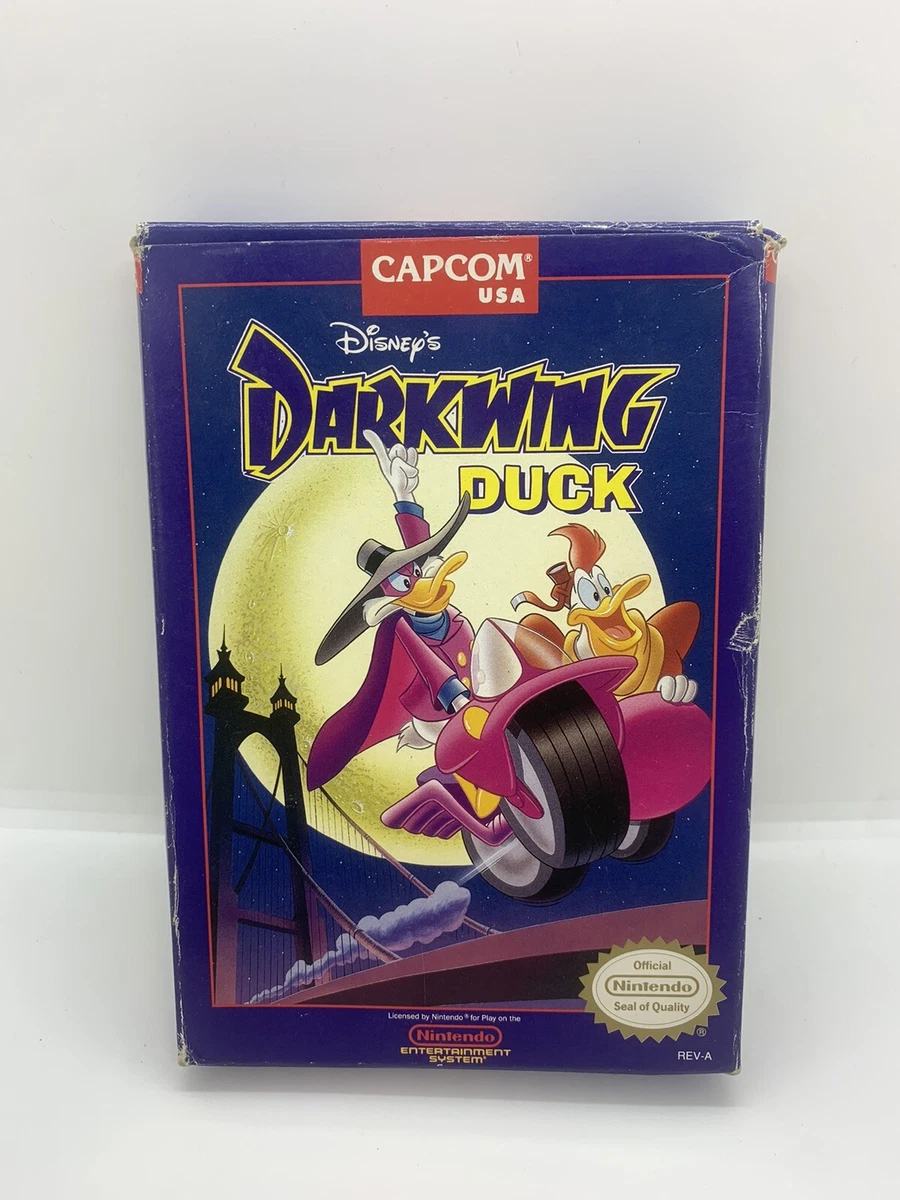 CAPCOM®
USA
Disney's
DARKWING
DUCK
Official
Nintendo
Seal of Quality
®
Licensed by Nintendo® for Play on the
Nintendo
ENTERTAINMENT
SYSTEM®
REV-A